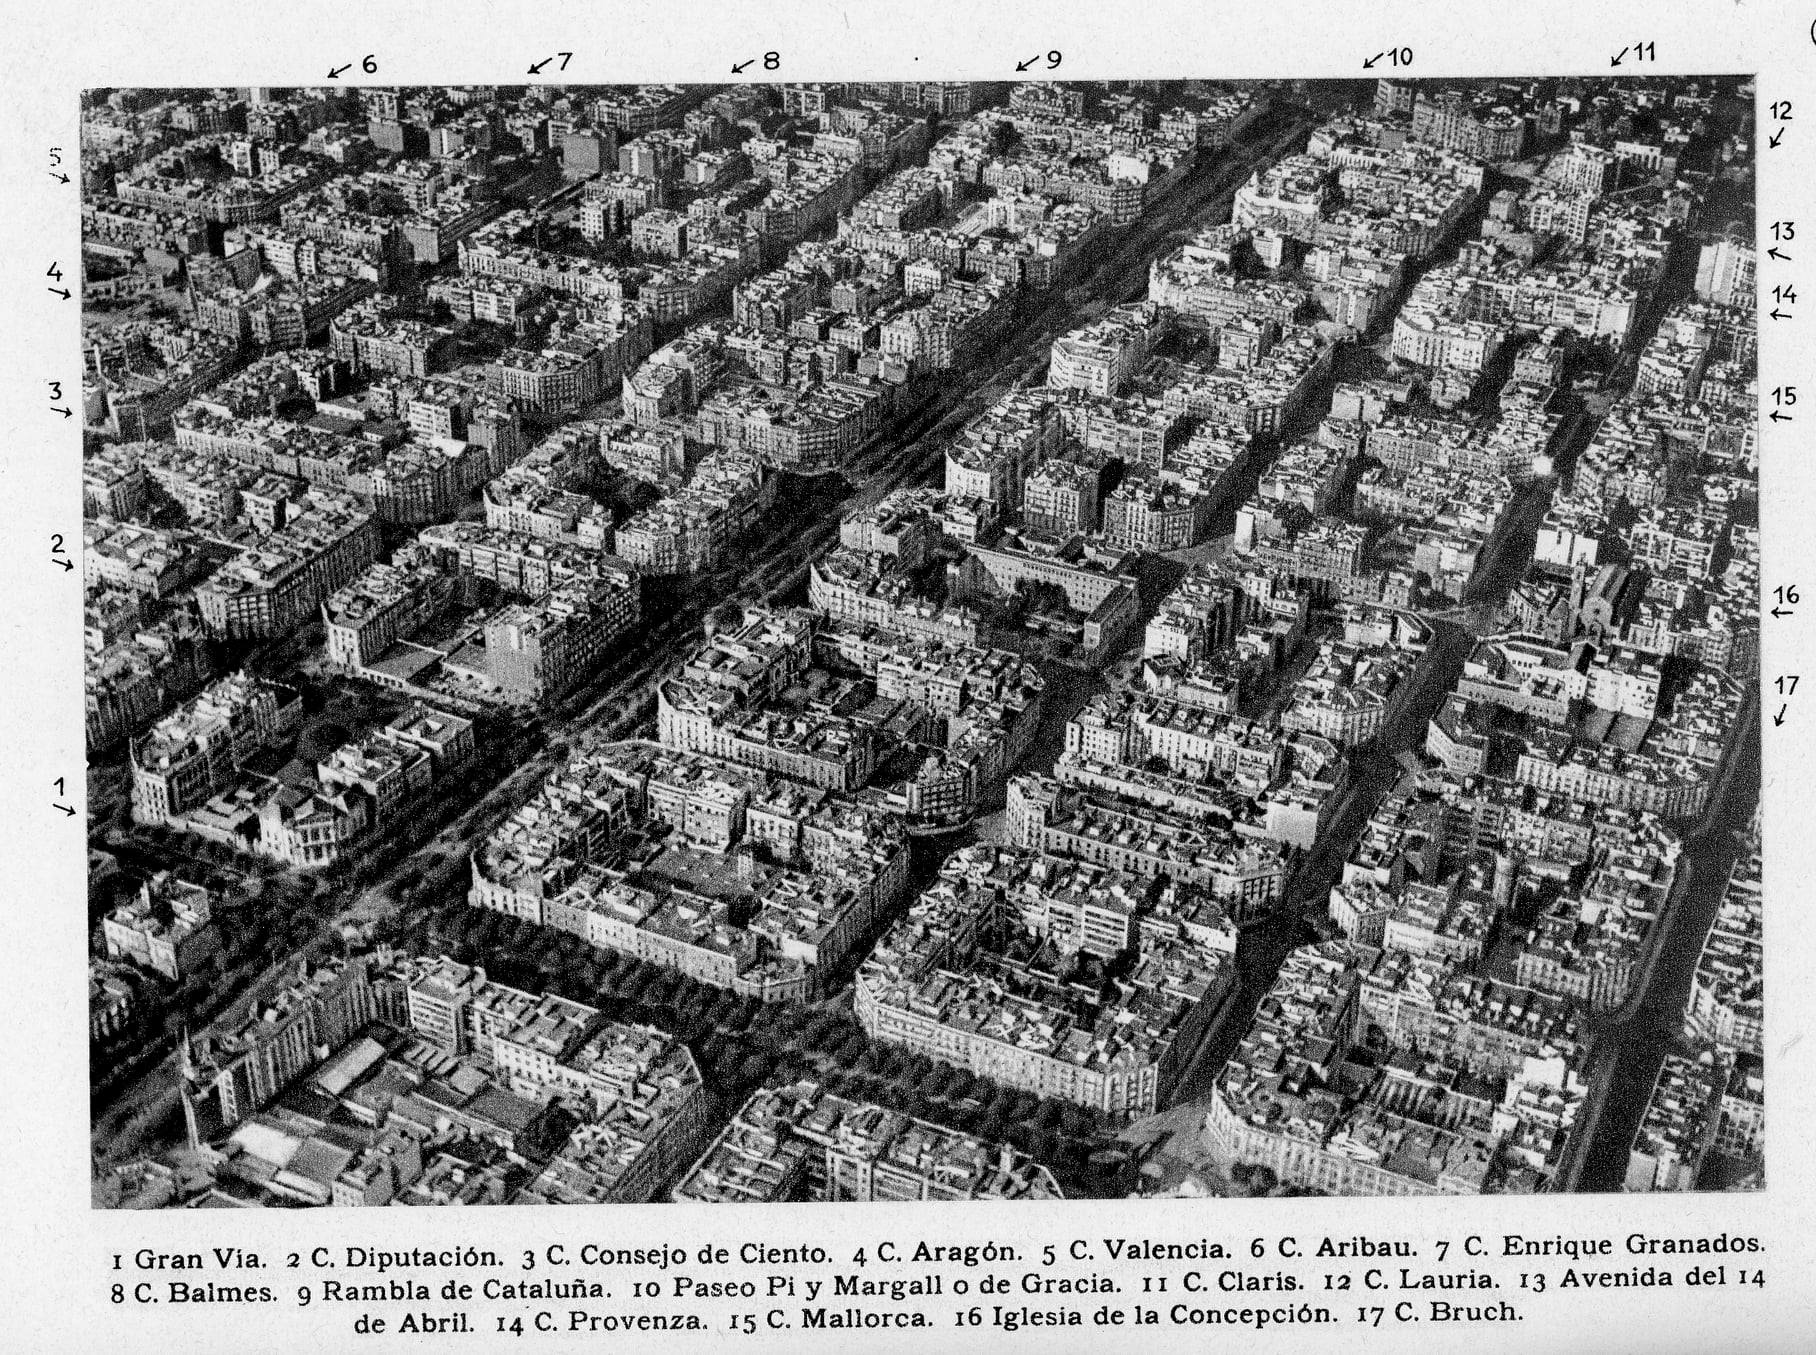 6 7 8 9 10 11
12
5
13
4
14
3
15
2
16
17
1
1 Gran Vía. 2 C. Diputación. 3 C. Consejo de Ciento. 4 C. Aragón. 5 C. Valencia. 6 C. Aribau. 7 C. Enrique Granados.
8 C. Balmes. 9 Rambla de Cataluña. 10 Paseo Pi y Margall o de Gracia. 11 C. Claris. 12 C. Lauria. 13 Avenida del 14
de Abril. 14 C. Provenza. 15 C. Mallorca. 16 Iglesia de la Concepción. 17 C. Bruch.